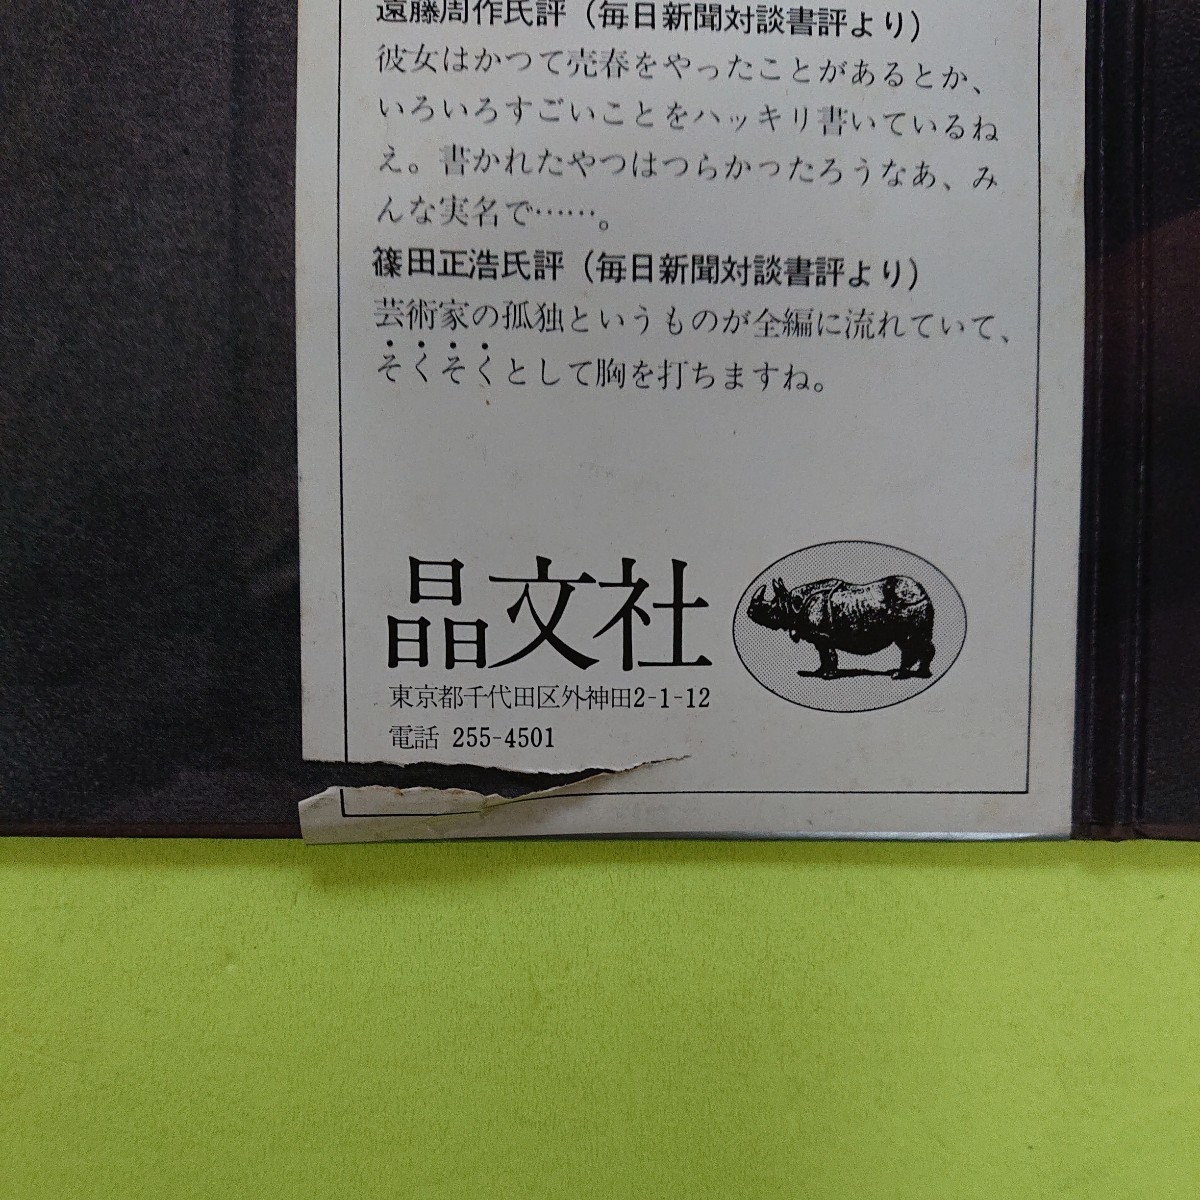 遠藤周作氏評（毎日新聞対談書評より）
彼女はかつて売春をやったことがあるとか、
いろいろすごいことをハッキリ書いているね
え。書かれたやつはつらかったろうなあ、み
んな実名で……。
篠田正浩氏評（毎日新聞対談書評より）
芸術家の孤独というものが全編に流れていて、
そくそくとして胸を打ちますね。
晶文社
東京都千代田区外神田2-1-12
電話 255-4501